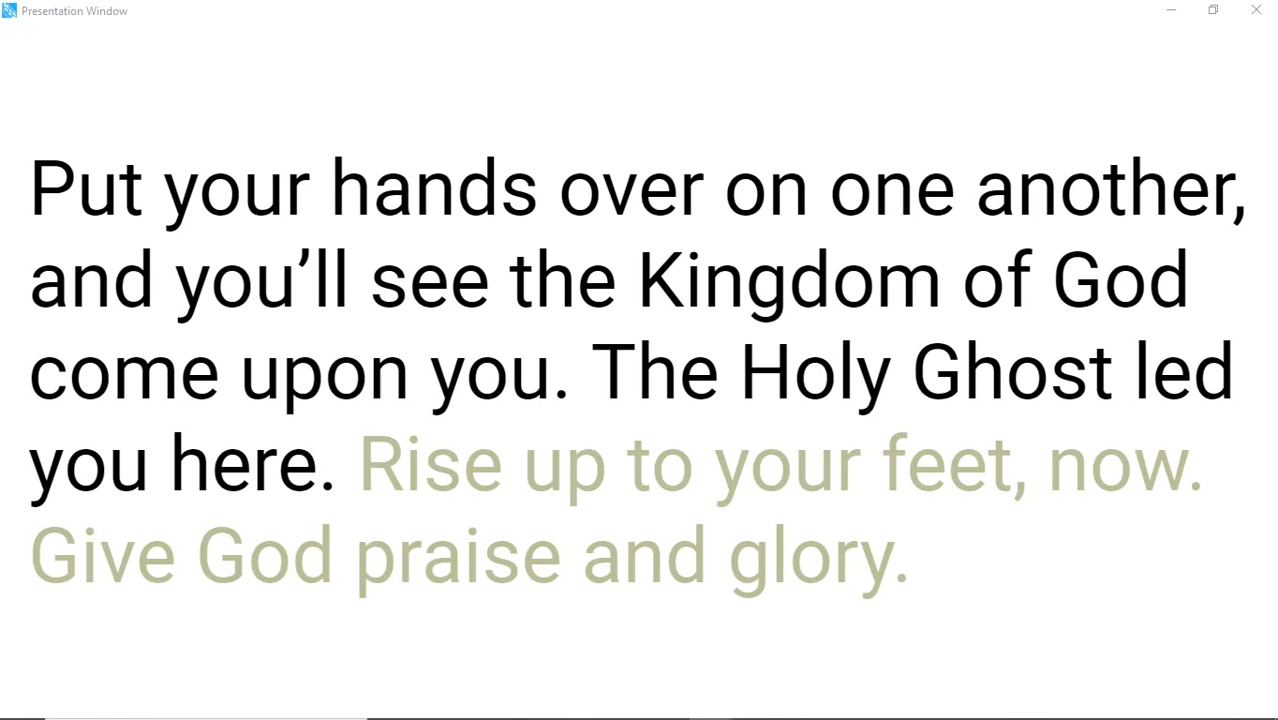 Presentation Window
Put your hands over on one another,
and you’ll see the Kingdom of God
come upon you. The Holy Ghost led
you here. Rise up to your feet, now.
Give God praise and glory.